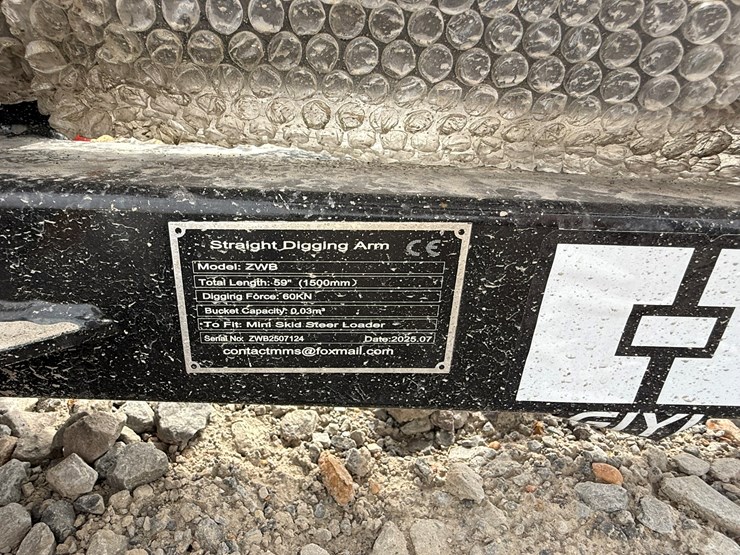 Straight Digging Arm CE
Model: ZWB
Total Length: 59" (1500mm)
Digging Force: 60KN
Bucket Capacity: 0.03m³
To Fit: Mini Skid Steer Loader
Serial No: ZWB2507124 Date:2025.07
contactmms@foxmail.com